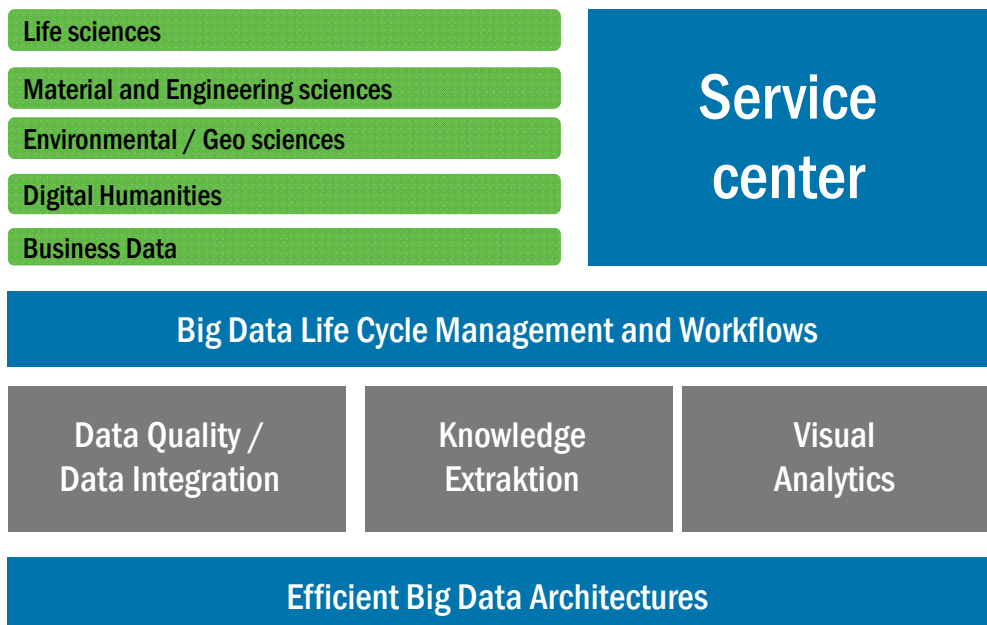 Life sciences
Material and Engineering sciences
Environmental / Geo sciences
Digital Humanities
Business Data
Service
center
Big Data Life Cycle Management and Workflows
Data Quality /
Data Integration
Knowledge
Extraktion
Visual
Analytics
Efficient Big Data Architectures